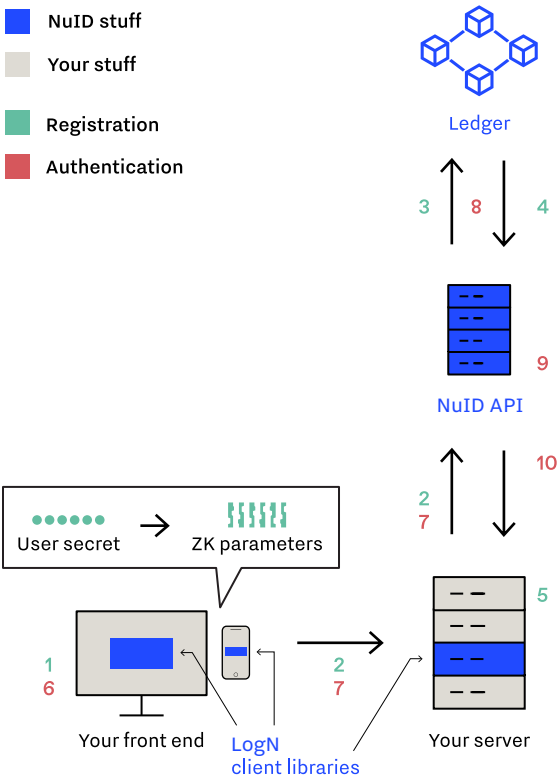 NuID stuff
Your stuff
Registration
Authentication
Ledger
3
8
4
9
NuID API
2
7
10
User secret
ZK parameters
5
1
6
2
7
Your front end
LogN
client libraries
Your server